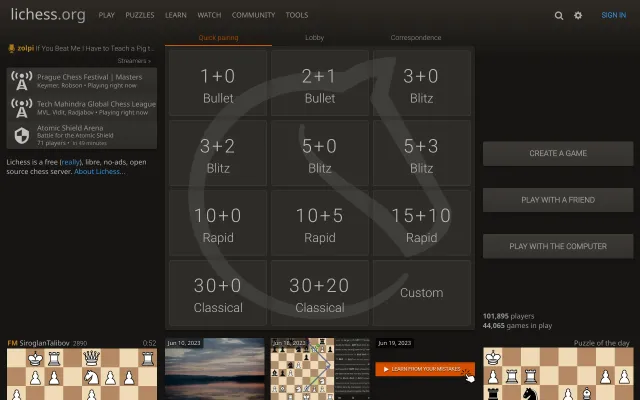 lichess.org PLAY PUZZLES LEARN WATCH COMMUNITY TOOLS SIGN IN
zolpi If You Beat Me I Have to Teach a Pig t...
Streamers »
Prague Chess Festival | Masters
Keymer, Robson • Playing right now
Tech Mahindra Global Chess League
MVL, Vidit, Radjabov • Playing right now
Atomic Shield Arena
Battle for the Atomic Shield
71 players • in 49 minutes
Lichess is a free (really), libre, no-ads, open
source chess server. About Lichess...
Quick pairing Lobby Correspondence
1+0
Bullet
2+1
Bullet
3+0
Blitz
3+2
Blitz
5+0
Blitz
5+3
Blitz
10+0
Rapid
10+5
Rapid
15+10
Rapid
30+0
Classical
30+20
Classical
Custom
CREATE A GAME
PLAY WITH A FRIEND
PLAY WITH THE COMPUTER
101,895 players
44,065 games in play
FM SiroglanTalibov 2890 0:52
Jun 10, 2023
Jun 18, 2023
Jun 19, 2023
LEARN FROM YOUR MISTAKES
Puzzle of the day